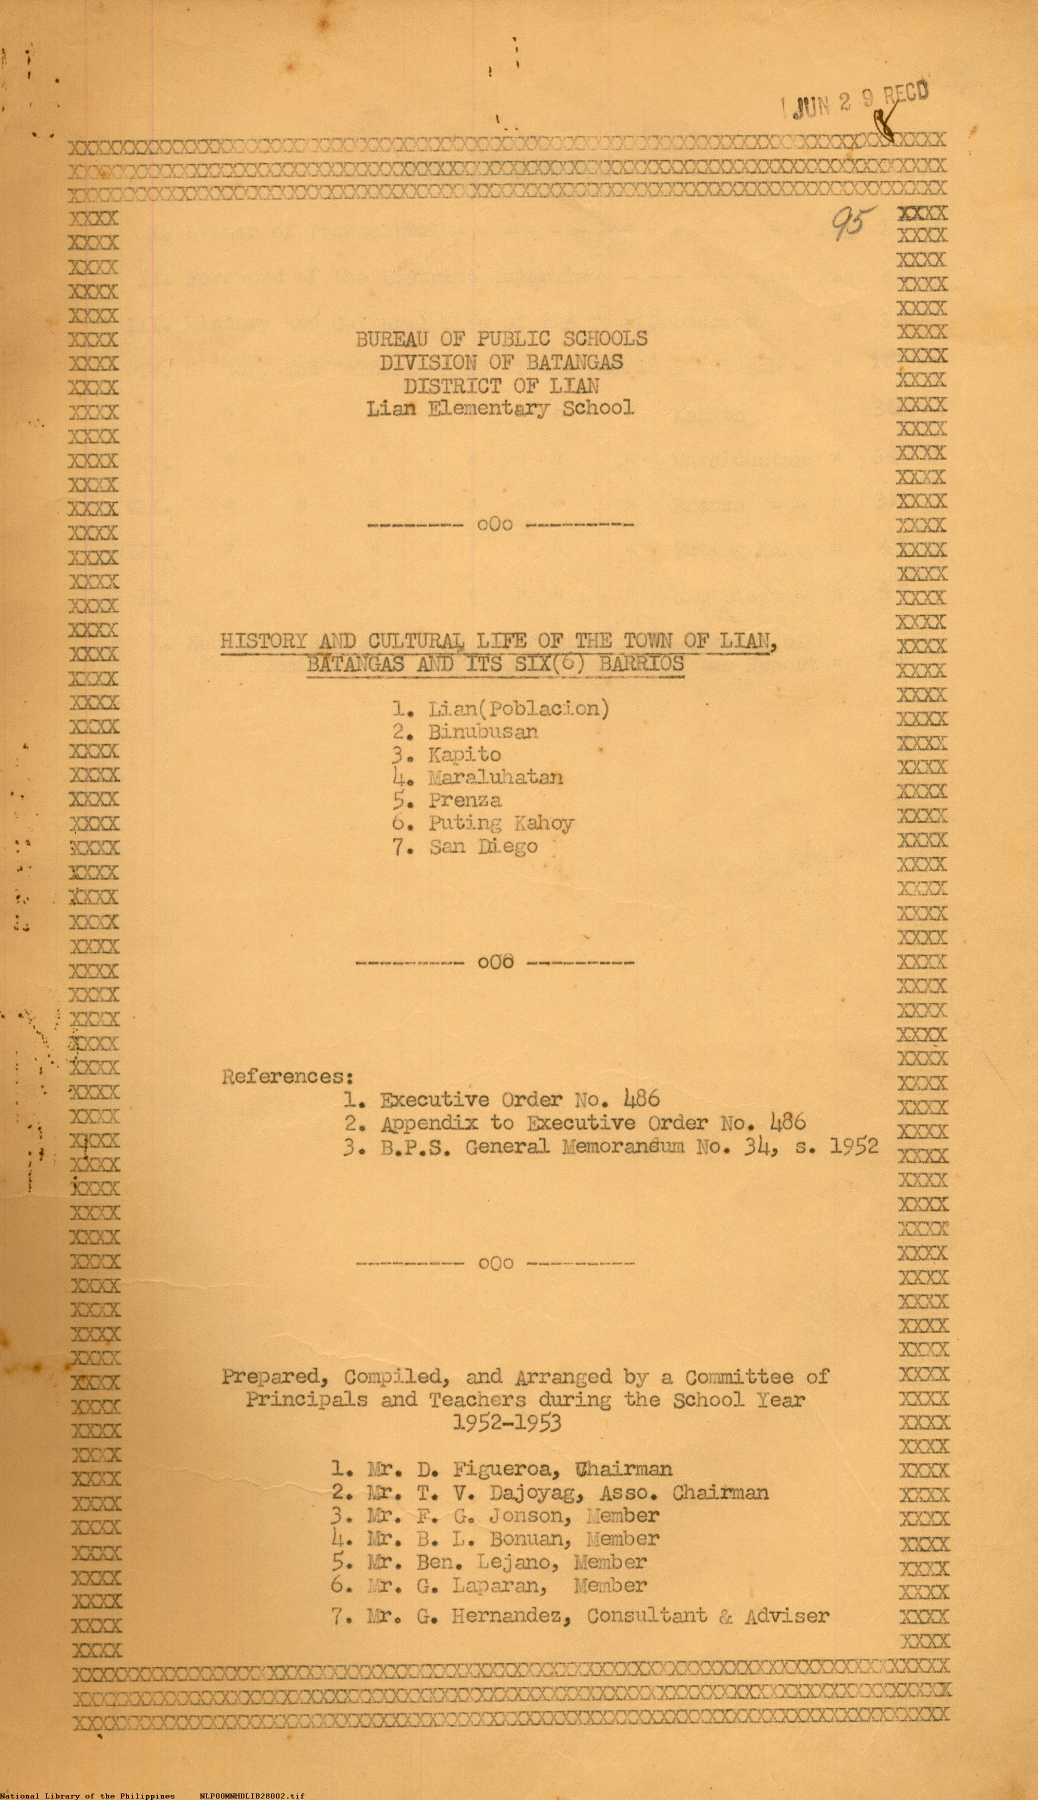 JUN 29 RECD
95
BUREAU OF PUBLIC SCHOOLS
DIVISION OF BATANGAS
DISTRICT OF LIAN
Lian Elementary School
--------- oOo ---------
HISTORY AND CULTURAL LIFE OF THE TOWN OF LIAN,
BATANGAS AND ITS SIX(6) BARRIOS
1. Lian(Poblacion)
2. Binubusan
3. Kapito
4. Maraluhatan
5. Prenza
6. Puting Kahoy
7. San Diego
--------- oOo ---------
References:
1. Executive Order No. 486
2. Appendix to Executive Order No. 486
3. B.P.S. General Memorandum No. 34, s. 1952
--------- oOo ---------
Prepared, Compiled, and Arranged by a Committee of
Principals and Teachers during the School Year
1952-1953
1. Mr. D. Figueroa, Chairman
2. Mr. T. V. Dajoyag, Asso. Chairman
3. Mr. F. G. Jonson, Member
4. Mr. B. L. Bonuan, Member
5. Mr. Ben. Lejano, Member
6. Mr. G. Laparan, Member
7. Mr. G. Hernandez, Consultant & Adviser
National Library of the Philippines NLPOOMNHDLIB28002.tif